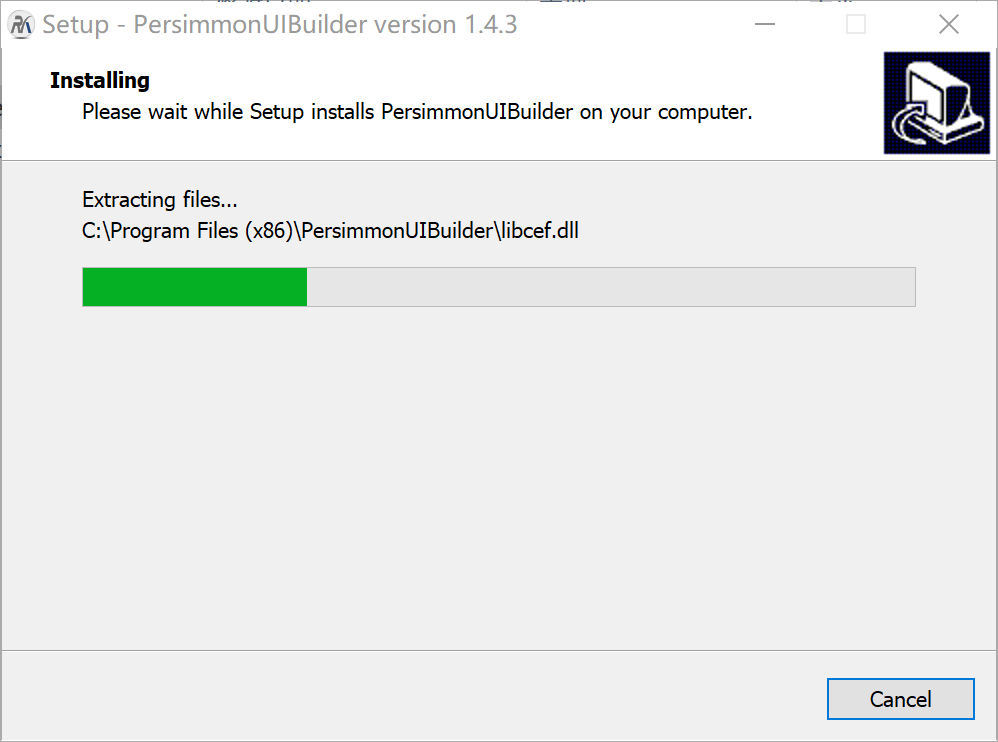 Setup - PersimmonUIBuilder version 1.4.3
Installing
Please wait while Setup installs PersimmonUIBuilder on your computer.
Extracting files...
C:\Program Files (x86)\PersimmonUIBuilder\libcef.dll
Cancel